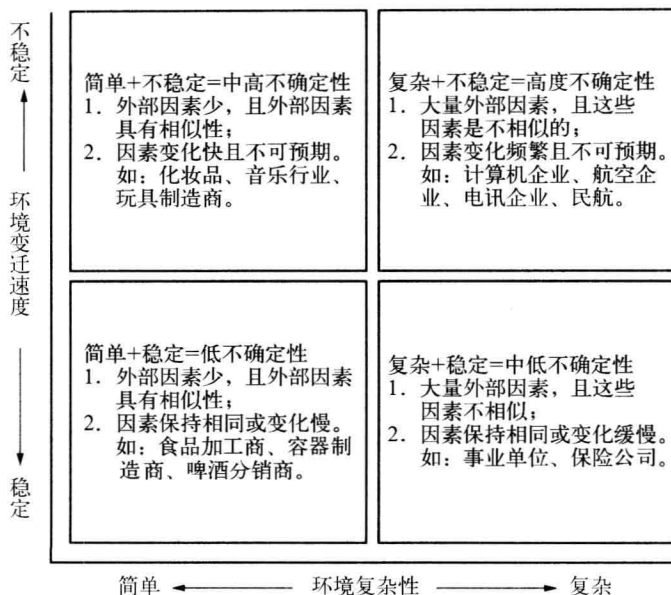 不稳定
环境变迁速度
稳定
简单+不稳定=中高不确定性
1. 外部因素少，且外部因素
具有相似性；
2. 因素变化快且不可预期。
如：化妆品、音乐行业、
玩具制造商。
复杂+不稳定=高度不确定性
1. 大量外部因素，且这些
因素是不相似的；
2. 因素变化频繁且不可预期。
如：计算机企业、航空企
业、电讯企业、民航。
简单+稳定=低不确定性
1. 外部因素少，且外部因素
具有相似性；
2. 因素保持相同或变化慢。
如：食品加工商、容器制
造商、啤酒分销商。
复杂+稳定=中低不确定性
1. 大量外部因素，且这些
因素不相似；
2. 因素保持相同或变化缓慢。
如：事业单位、保险公司。
简单 环境复杂性 复杂